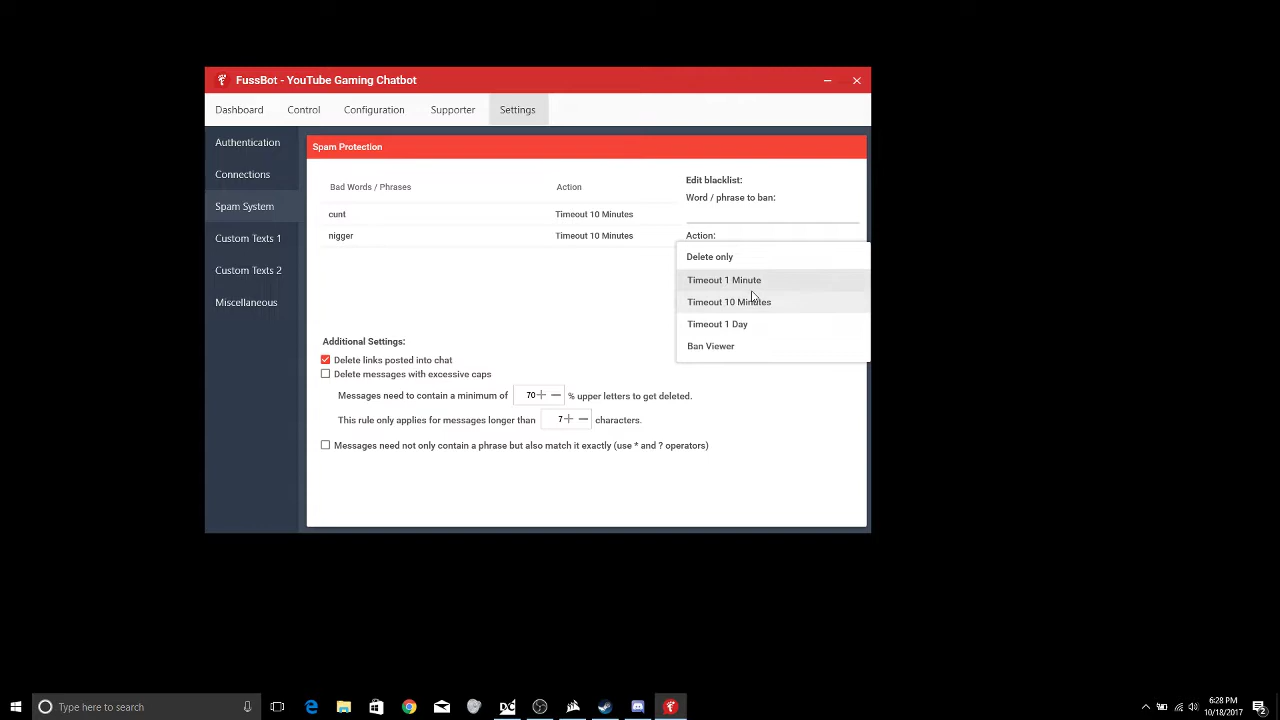 FussBot - YouTube Gaming Chatbot
Dashboard Control Configuration Supporter Settings
Authentication
Connections
Spam System
Custom Texts 1
Custom Texts 2
Miscellaneous
Spam Protection
Bad Words / Phrases Action
cunt Timeout 10 Minutes
nigger Timeout 10 Minutes
Edit blacklist:
Word / phrase to ban:
Action:
Delete only
Timeout 1 Minute
Timeout 10 Minutes
Timeout 1 Day
Ban Viewer
Additional Settings:
Delete links posted into chat
Delete messages with excessive caps
Messages need to contain a minimum of 70 % upper letters to get deleted.
This rule only applies for messages longer than 7 characters.
Messages need not only contain a phrase but also match it exactly (use * and ? operators)
Type here to search
DC
6:28 PM
10/18/2017